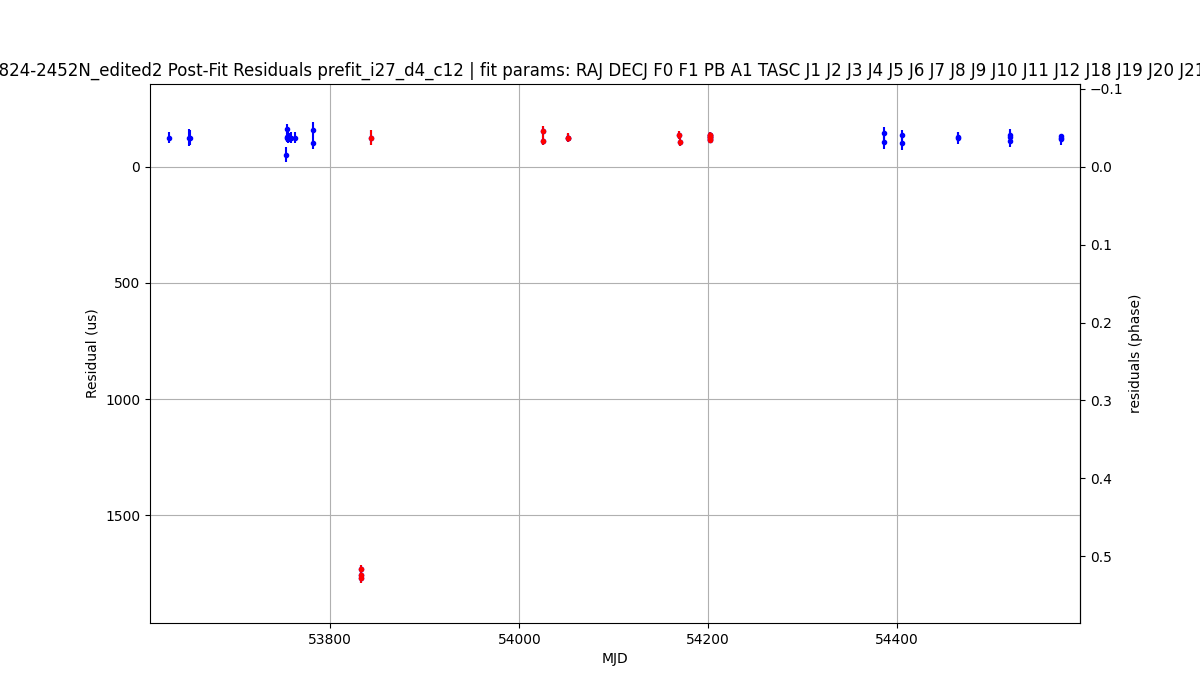 824-2452N_edited2 Post-Fit Residuals prefit_i27_d4_c12 | fit params: RAJ DECJ F0 F1 PB A1 TASC J1 J2 J3 J4 J5 J6 J7 J8 J9 J10 J11 J12 J18 J19 J20 J21
−0.1
0 0.0
0.1
500
0.2
Residual (us)
residuals (phase)
0.3
1000
0.4
1500
0.5
53800 54000 54200 54400
MJD